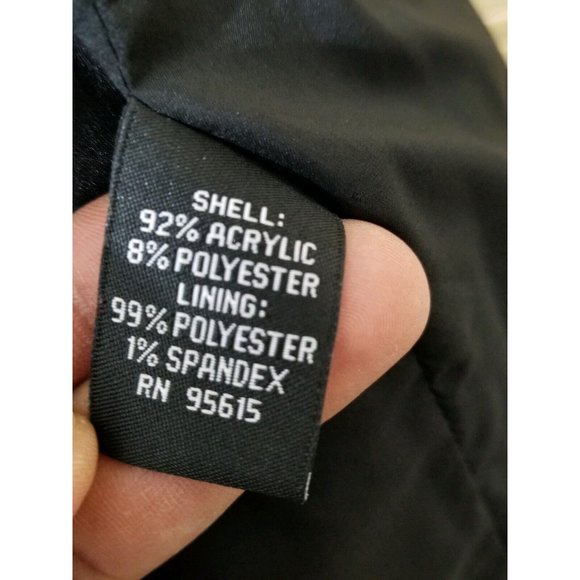 SHELL:
92% ACRYLIC
8% POLYESTER
LINING:
99% POLYESTER
1% SPANDEX
RN 95615